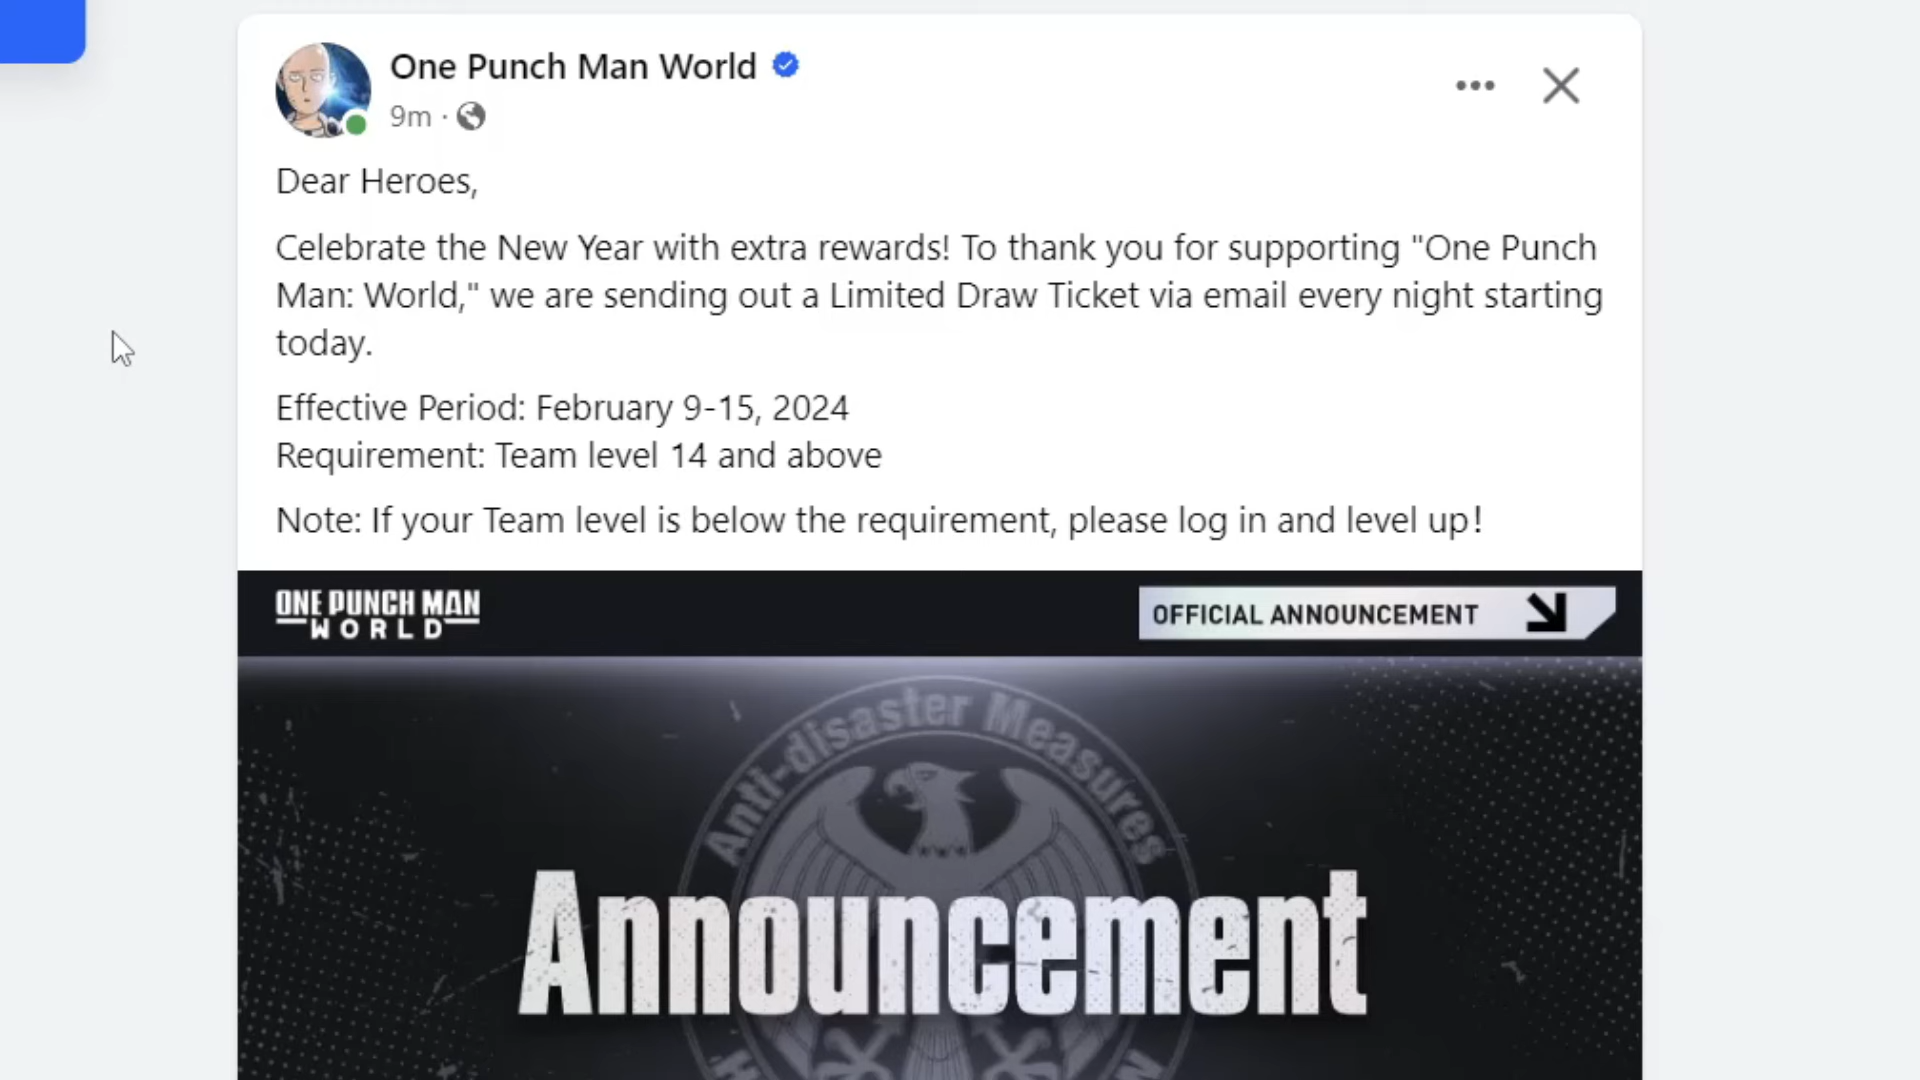 One Punch Man World
9m ·
Dear Heroes,
Celebrate the New Year with extra rewards! To thank you for supporting "One Punch
Man: World," we are sending out a Limited Draw Ticket via email every night starting
today.
Effective Period: February 9-15, 2024
Requirement: Team level 14 and above
Note: If your Team level is below the requirement, please log in and level up!
ONE PUNCH MAN
WORLD
OFFICIAL ANNOUNCEMENT
Anti-disaster Measures
Announcement